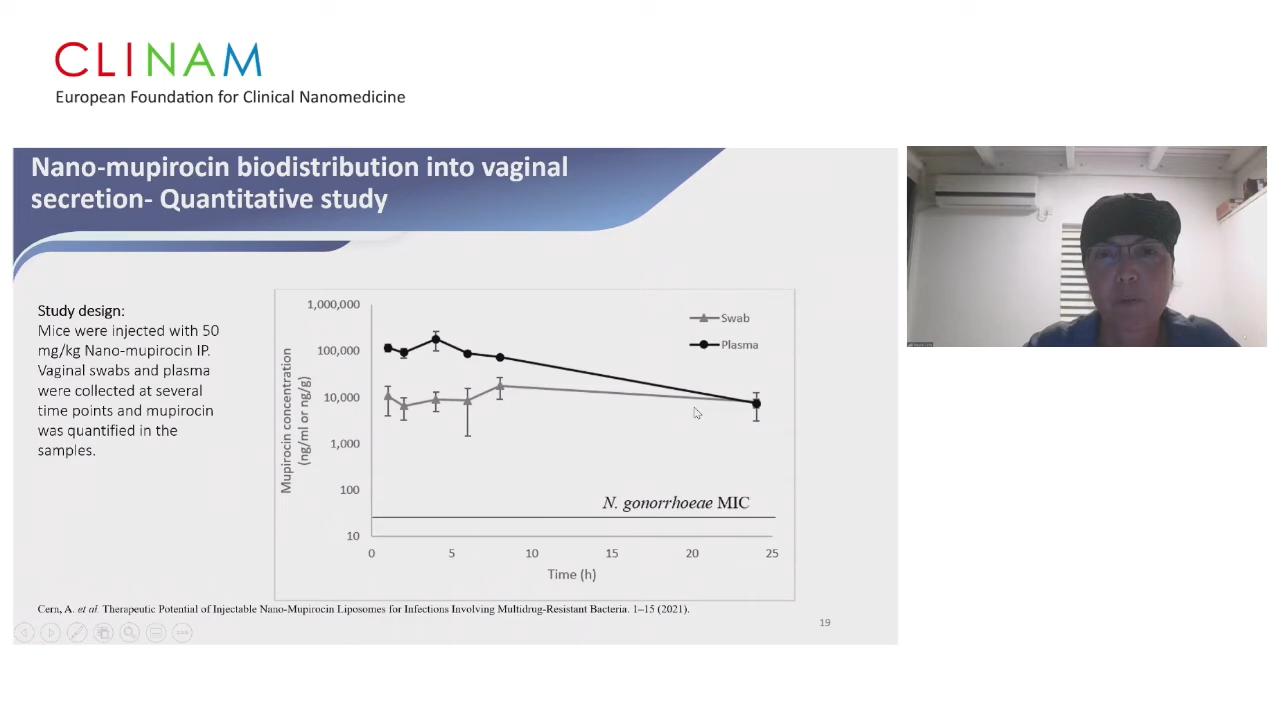 CLINAM
European Foundation for Clinical Nanomedicine
Nano-mupirocin biodistribution into vaginal
secretion- Quantitative study
Study design:
Mice were injected with 50
mg/kg Nano-mupirocin IP.
Vaginal swabs and plasma
were collected at several
time points and mupirocin
was quantified in the
samples.
Mupirocin concentration
(ng/ml or ng/g)
1,000,000
100,000
10,000
1,000
100
10
Swab
Plasma
N. gonorrhoeae MIC
0 5 10 15 20 25
Time (h)
Cern, A. et al. Therapeutic Potential of Injectable Nano-Mupirocin Liposomes for Infections Involving Multidrug-Resistant Bacteria. 1–15 (2021).
19